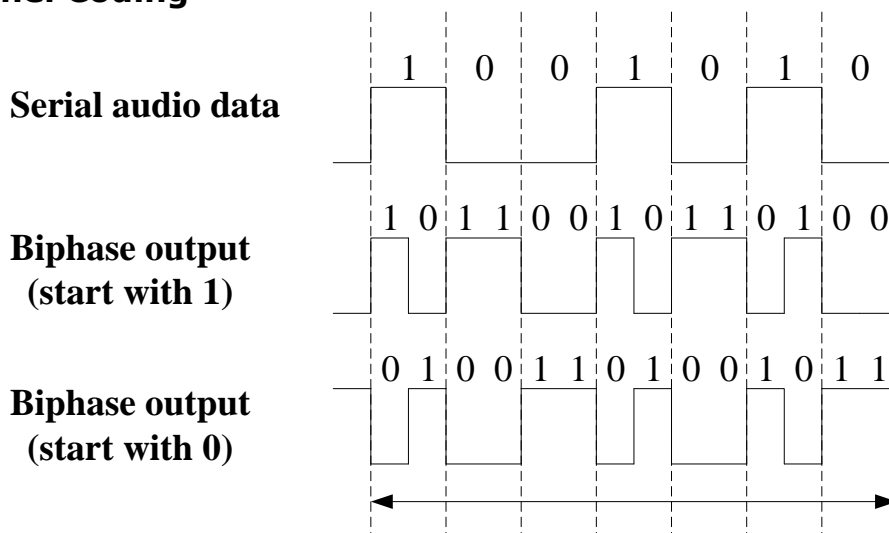 Coding
1 0 0 1 0 1 0
Serial audio data
1 0 1 1 0 0 1 0 1 1 0 1 0 0
Biphase output
(start with 1)
0 1 0 0 1 1 0 1 0 0 1 0 1 1
Biphase output
(start with 0)